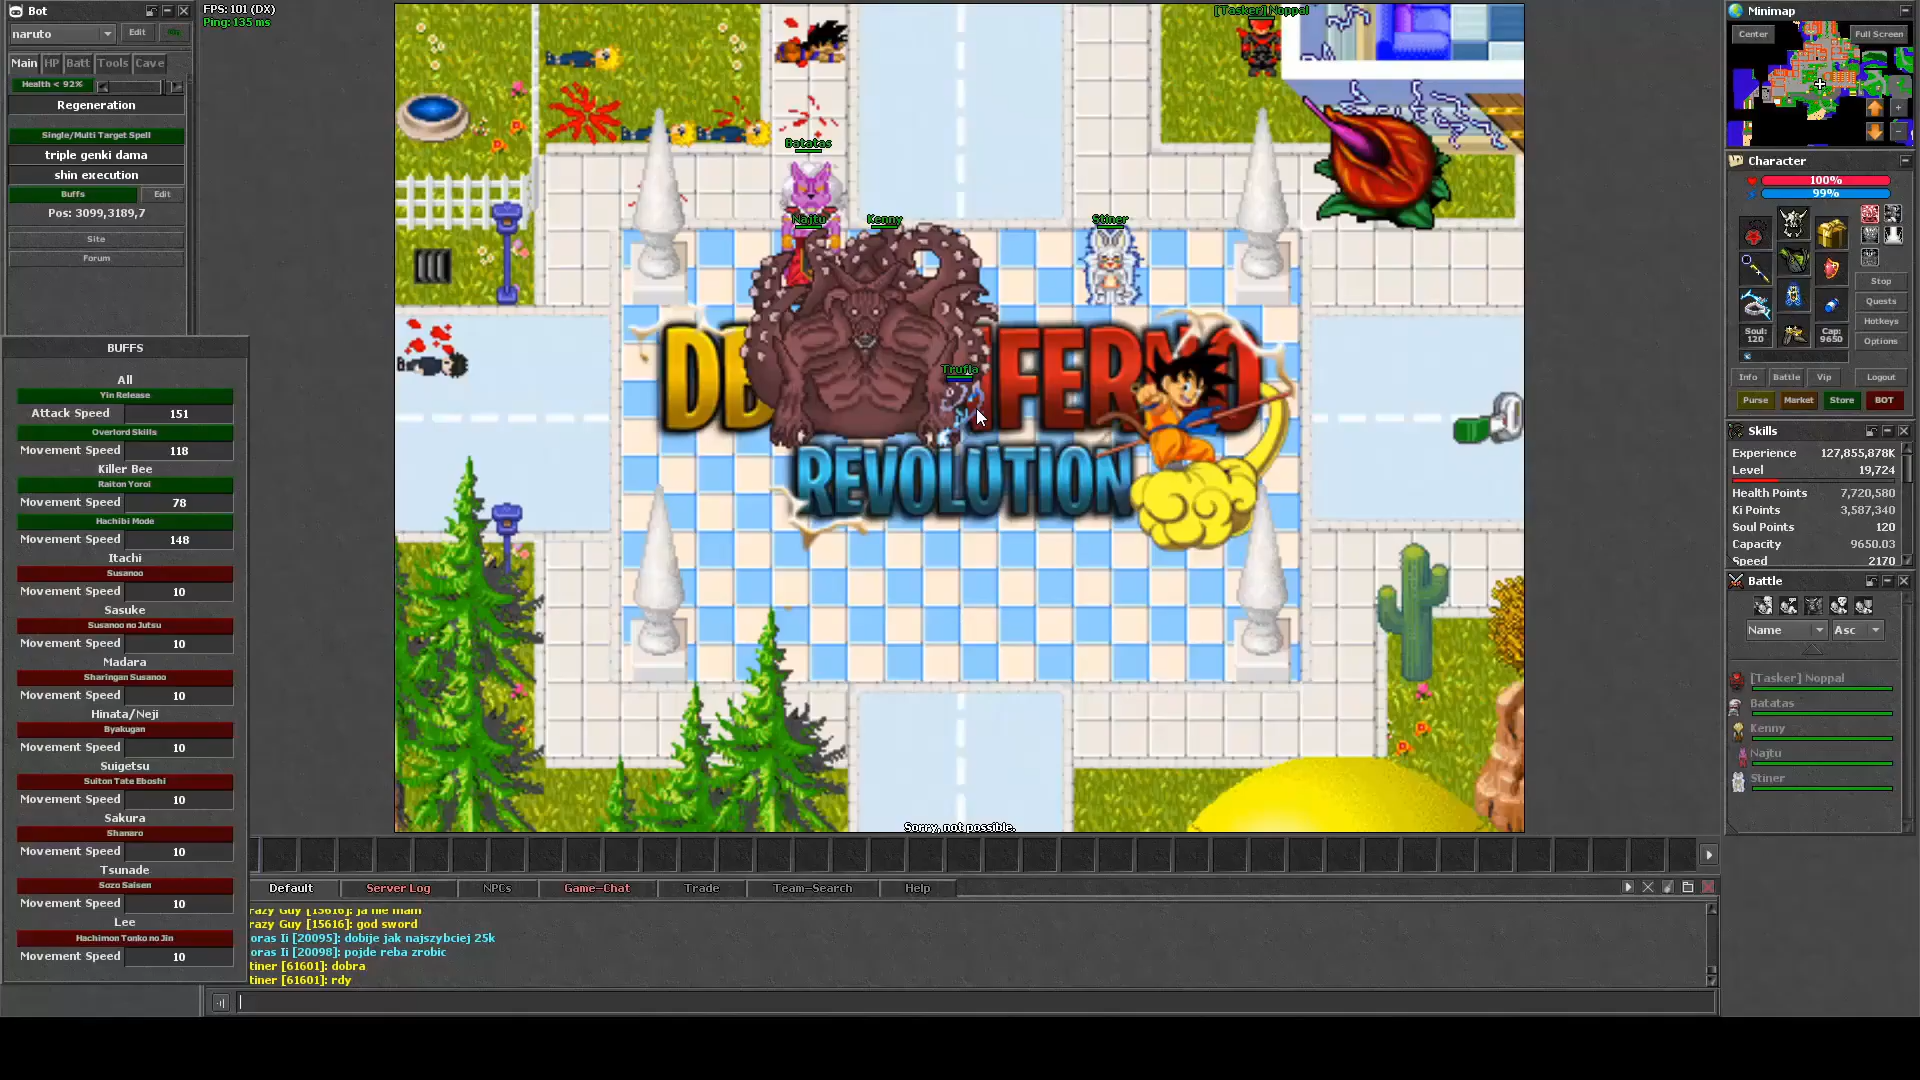 Bot
naruto
Edit
On
Main HP Batt Tools Cave
Health < 92%
Regeneration
Single/Multi Target Spell
triple genki dama
shin execution
Buffs
Edit
Pos: 3099,3189,7
Site
Forum
BUFFS
All
Yin Release
Attack Speed 151
Overlord Skills
Movement Speed 118
Killer Bee
Raiton Yoroi
Movement Speed 78
Hachibi Mode
Movement Speed 148
Itachi
Susanoo
Movement Speed 10
Sasuke
Susanoo no Jutsu
Movement Speed 10
Madara
Sharingan Susanoo
Movement Speed 10
Hinata/Neji
Byakugan
Movement Speed 10
Suigetsu
Suiton Tate Eboshi
Movement Speed 10
Sakura
Shanaro
Movement Speed 10
Tsunade
Sozo Saisen
Movement Speed 10
Lee
Hachimon Tonko no Jin
Movement Speed 10
FPS: 101 (DX)
Ping: 135 ms
[Tasker] Noppal
Batatas
Najtu
Kenny
Stiner
Trufla
REVOLUTION
Sorry, not possible.
Default
Server Log
NPCs
Game-Chat
Trade
Team-Search
Help
razy Guy [15616]: ja nie mam
razy Guy [15616]: god sword
oras Ii [20095]: dobije jak najszybciej 25k
oras Ii [20098]: pojde reba zrobic
tiner [61601]: dobra
tiner [61601]: rdy
Minimap
Center
Full Screen
Character
100%
99%
Soul:
120
Cap:
9650
Stop
Quests
Hotkeys
Options
Info
Battle
Vip
Logout
Purse
Market
Store
BOT
Skills
Experience 127,855,878K
Level 19,724
Health Points 7,720,580
Ki Points 3,587,340
Soul Points 120
Capacity 9650.03
Speed 2170
Battle
Name
Asc
[Tasker] Noppal
Batatas
Kenny
Najtu
Stiner